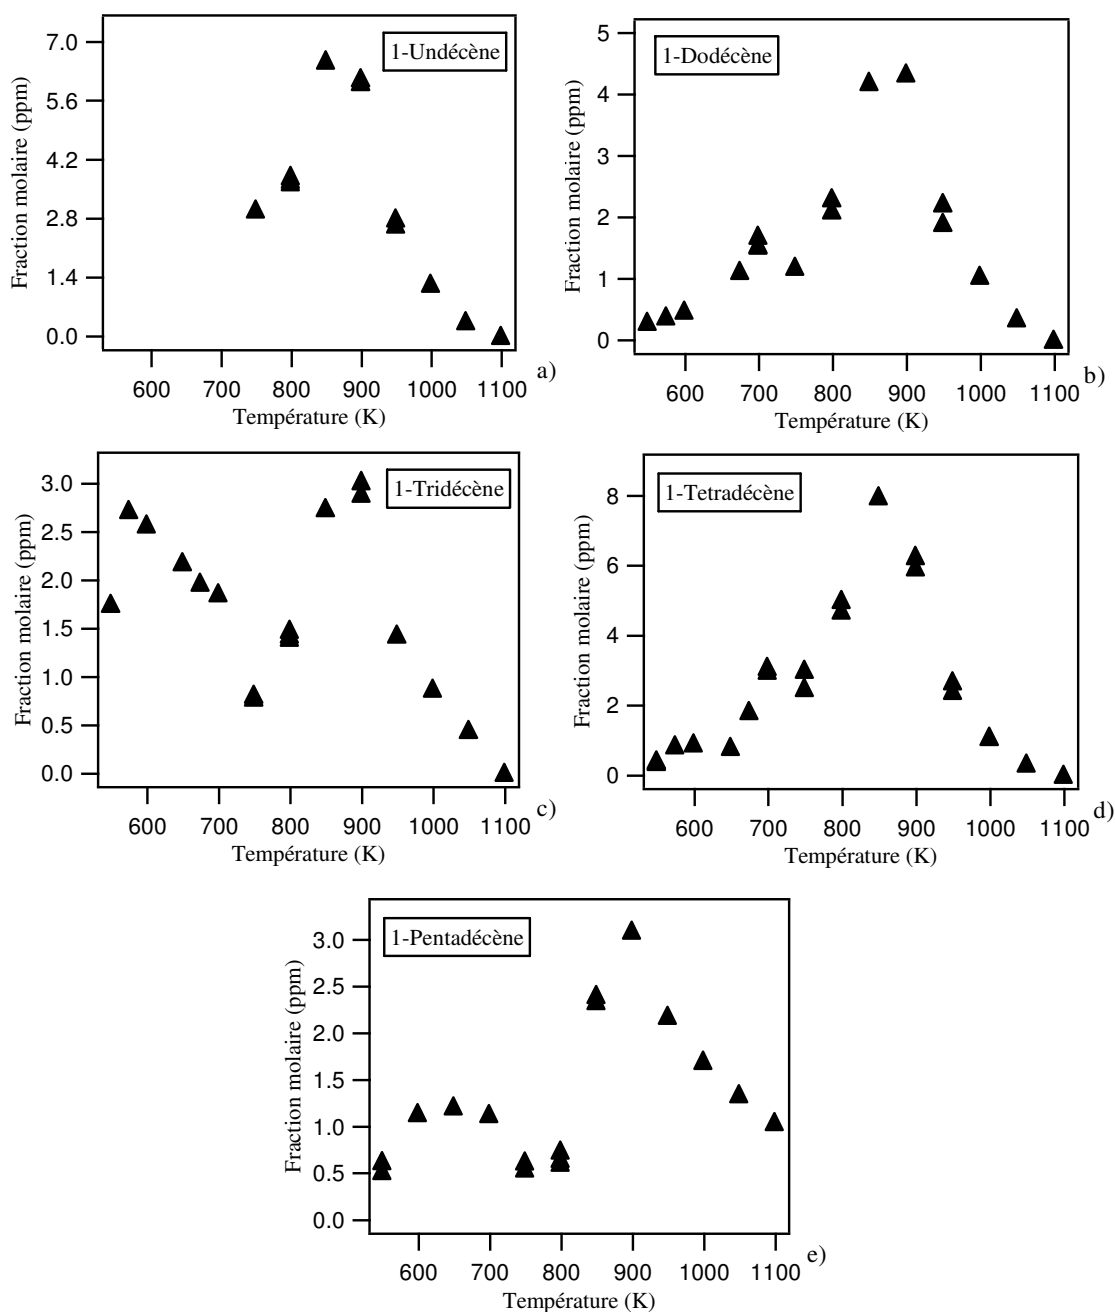 1-Undécène
Fraction molaire (ppm)
7.0
5.6
4.2
2.8
1.4
0.0
600 700 800 900 1000 1100
Température (K)
a)
1-Dodécène
Fraction molaire (ppm)
5
4
3
2
1
0
600 700 800 900 1000 1100
Température (K)
b)
1-Tridécène
Fraction molaire (ppm)
3.0
2.5
2.0
1.5
1.0
0.5
0.0
600 700 800 900 1000 1100
Température (K)
c)
1-Tetradécène
Fraction molaire (ppm)
8
6
4
2
0
600 700 800 900 1000 1100
Température (K)
d)
1-Pentadécène
Fraction molaire (ppm)
3.0
2.5
2.0
1.5
1.0
0.5
0.0
600 700 800 900 1000 1100
Température (K)
e)